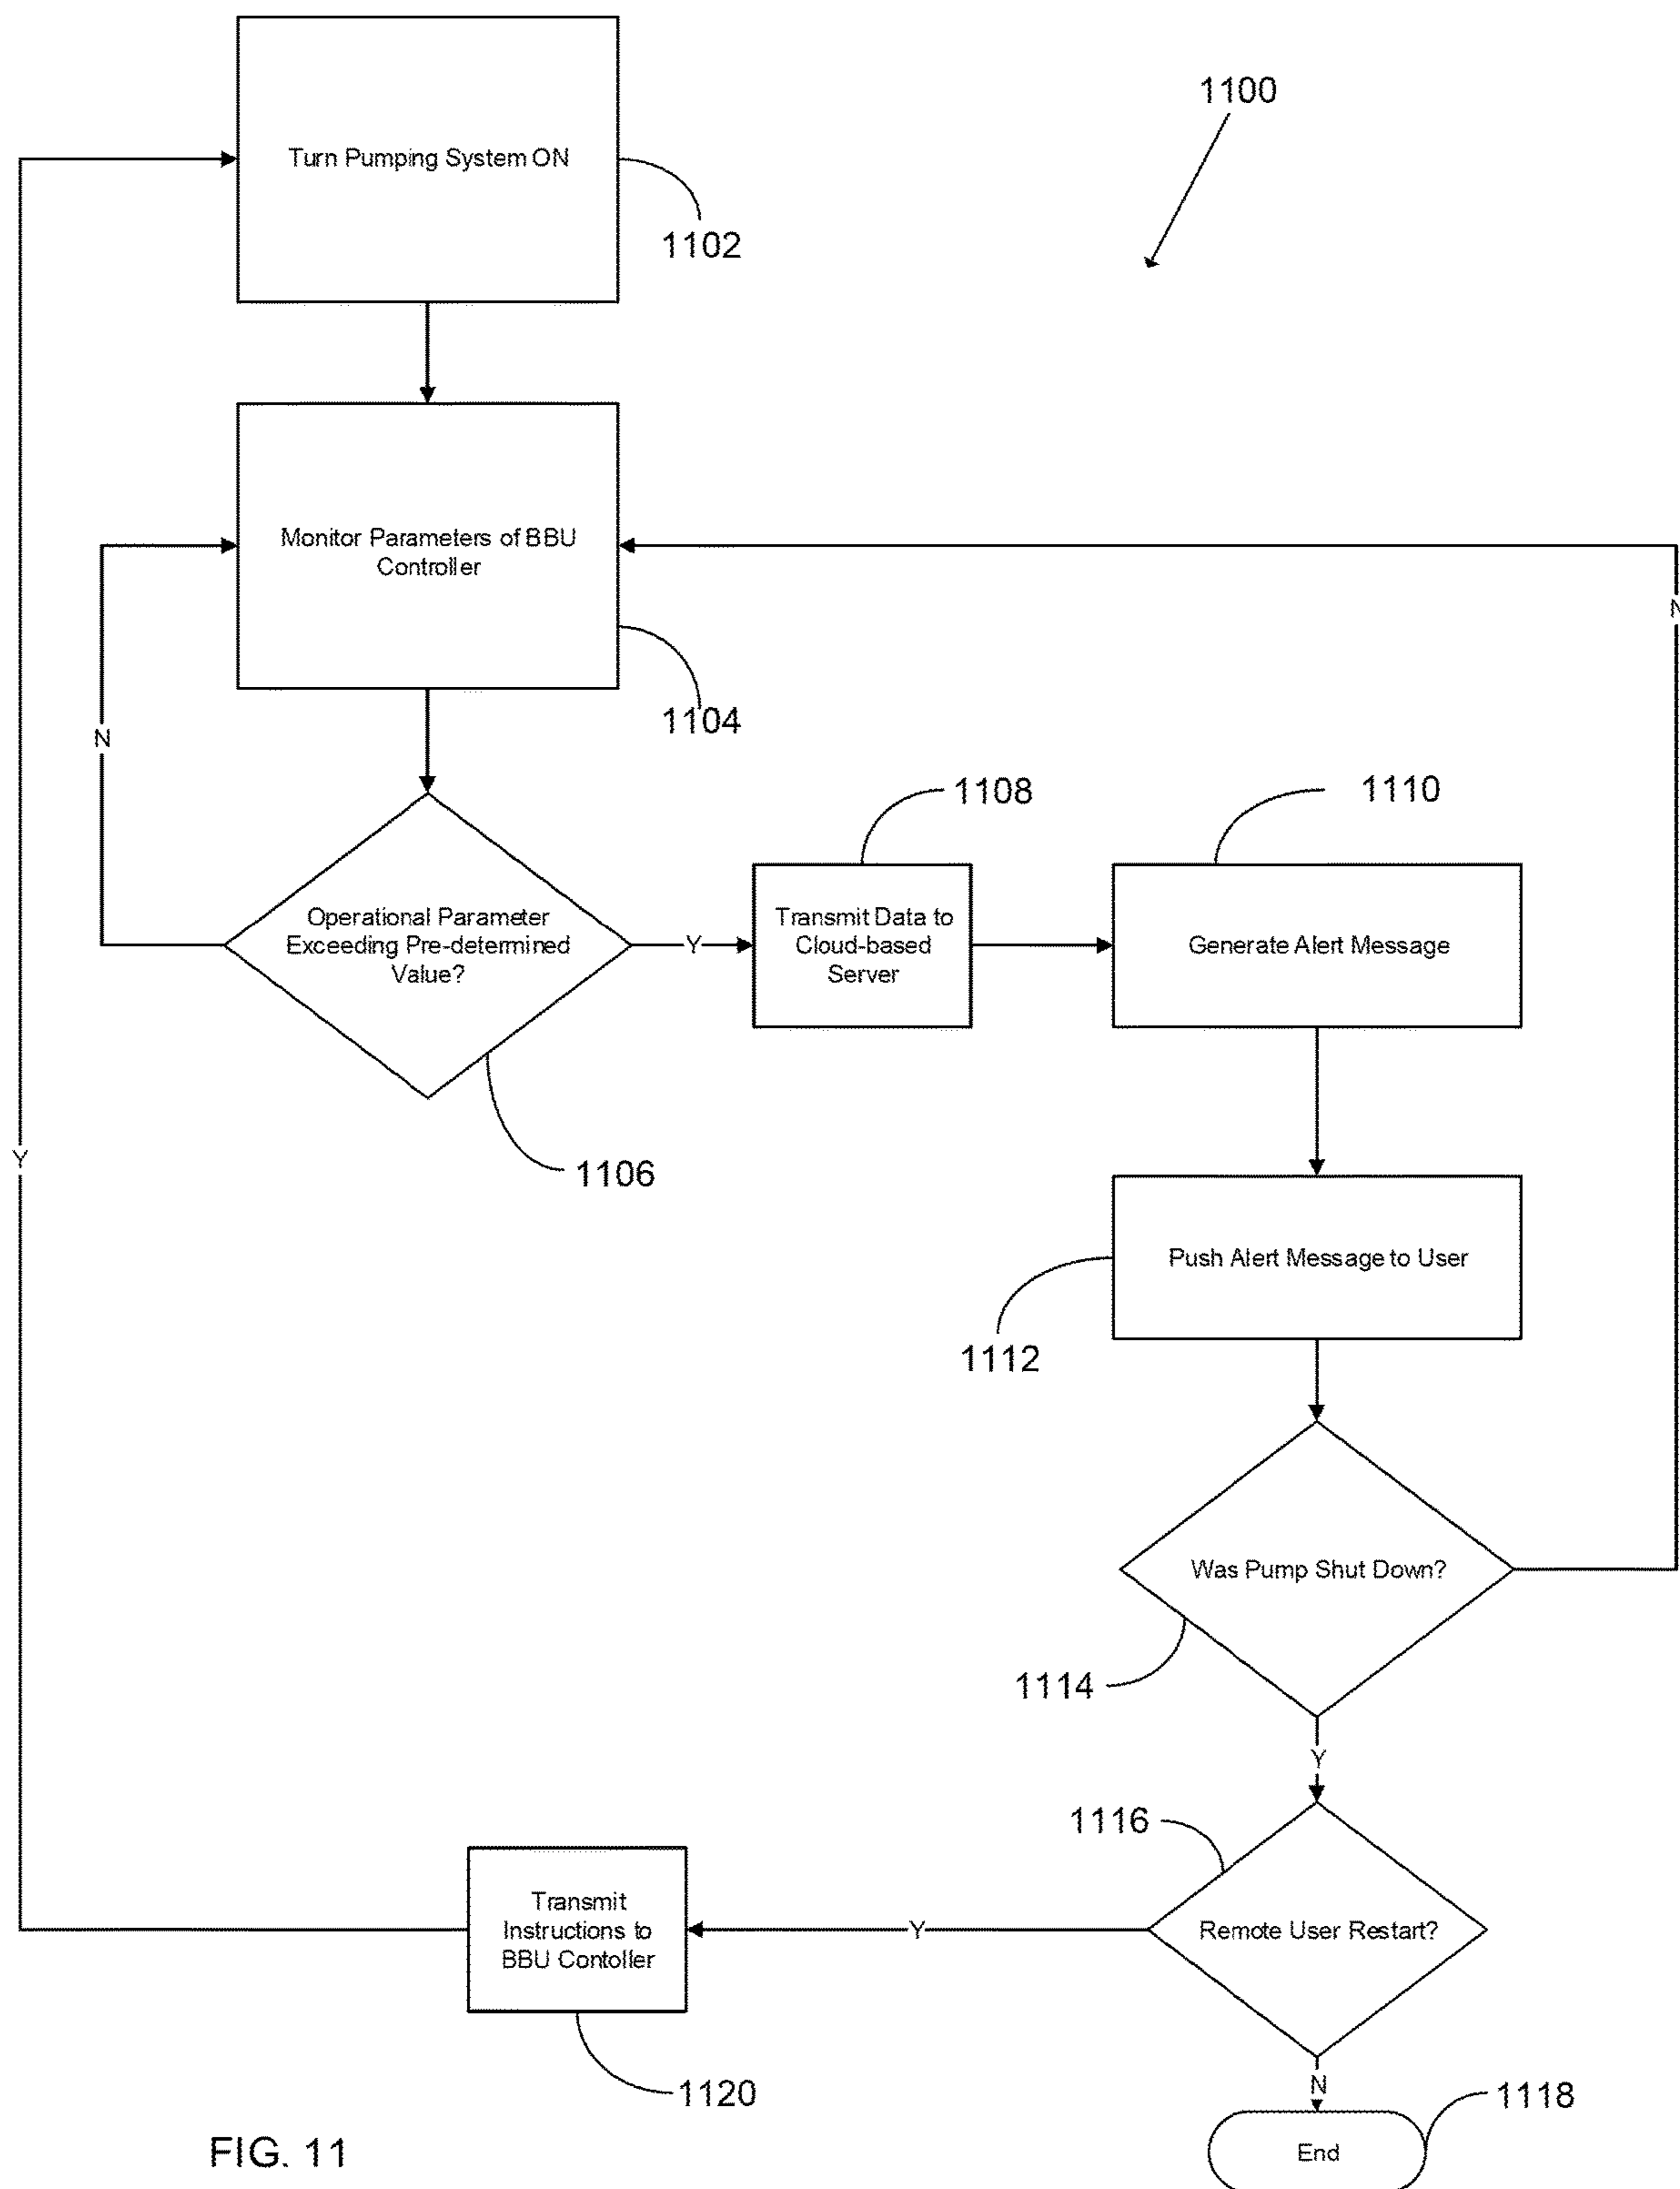 1100
Turn Pumping System ON
1102
Monitor Parameters of BBU
Controller
1104
N
N
1108
1110
Operational Parameter
Exceeding Pre-determined
Value?
Y
Transmit Data to
Cloud-based
Server
Generate Alert Message
1106
Y
Push Alert Message to User
1112
Was Pump Shut Down?
1114
Y
1116
Transmit
Instructions to
BBU Contoller
Y
Remote User Restart?
1120
N
1118
End
FIG. 11